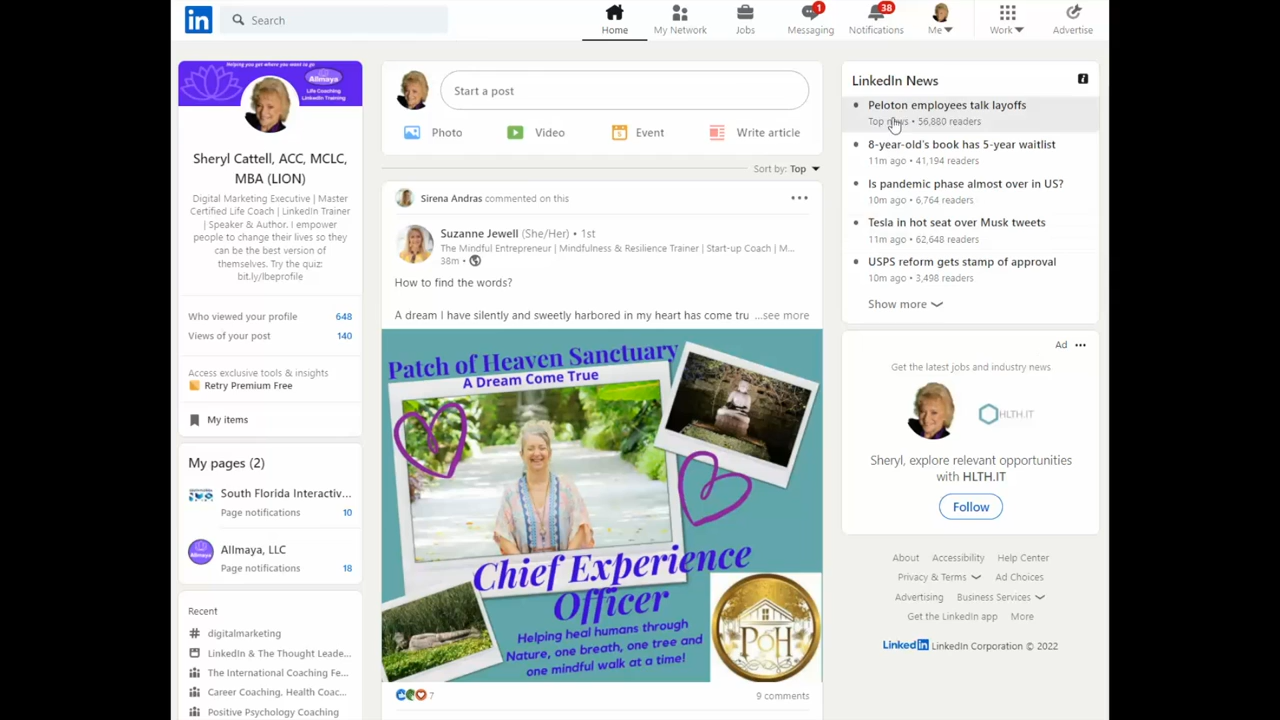 in
Search
Home
My Network
Jobs
1
Messaging
38
Notifications
Me
Work
Advertise
Helping you get where you want to go
Allmaya
Life Coaching
LinkedIn Training
Sheryl Cattell, ACC, MCLC,
MBA (LION)
Digital Marketing Executive | Master
Certified Life Coach | LinkedIn Trainer
| Speaker & Author. I empower
people to change their lives so they
can be the best version of
themselves. Try the quiz:
bit.ly/lbeprofile
Who viewed your profile 648
Views of your post 140
Access exclusive tools & insights
Retry Premium Free
My items
My pages (2)
South Florida Interactiv...
Page notifications 10
Allmaya, LLC
Page notifications 18
Recent
# digitalmarketing
LinkedIn & The Thought Leade...
The International Coaching Fe...
Career Coaching. Health Coac...
Positive Psychology Coaching
Start a post
Photo
Video
Event
Write article
Sort by: Top
Sirena Andras commented on this
Suzanne Jewell (She/Her) • 1st
The Mindful Entrepreneur | Mindfulness & Resilience Trainer | Start-up Coach | M...
38m •
How to find the words?
A dream I have silently and sweetly harbored in my heart has come tru ...see more
Patch of Heaven Sanctuary
A Dream Come True
Chief Experience
Officer
Helping heal humans through
Nature, one breath, one tree and
one mindful walk at a time!
PoH
7
9 comments
LinkedIn News
Peloton employees talk layoffs
Top news • 56,880 readers
8-year-old's book has 5-year waitlist
11m ago • 41,194 readers
Is pandemic phase almost over in US?
10m ago • 6,764 readers
Tesla in hot seat over Musk tweets
11m ago • 62,648 readers
USPS reform gets stamp of approval
10m ago • 3,498 readers
Show more
Ad
Get the latest jobs and industry news
HLTH.IT
Sheryl, explore relevant opportunities
with HLTH.IT
Follow
About Accessibility Help Center
Privacy & Terms Ad Choices
Advertising Business Services
Get the LinkedIn app More
LinkedIn LinkedIn Corporation © 2022